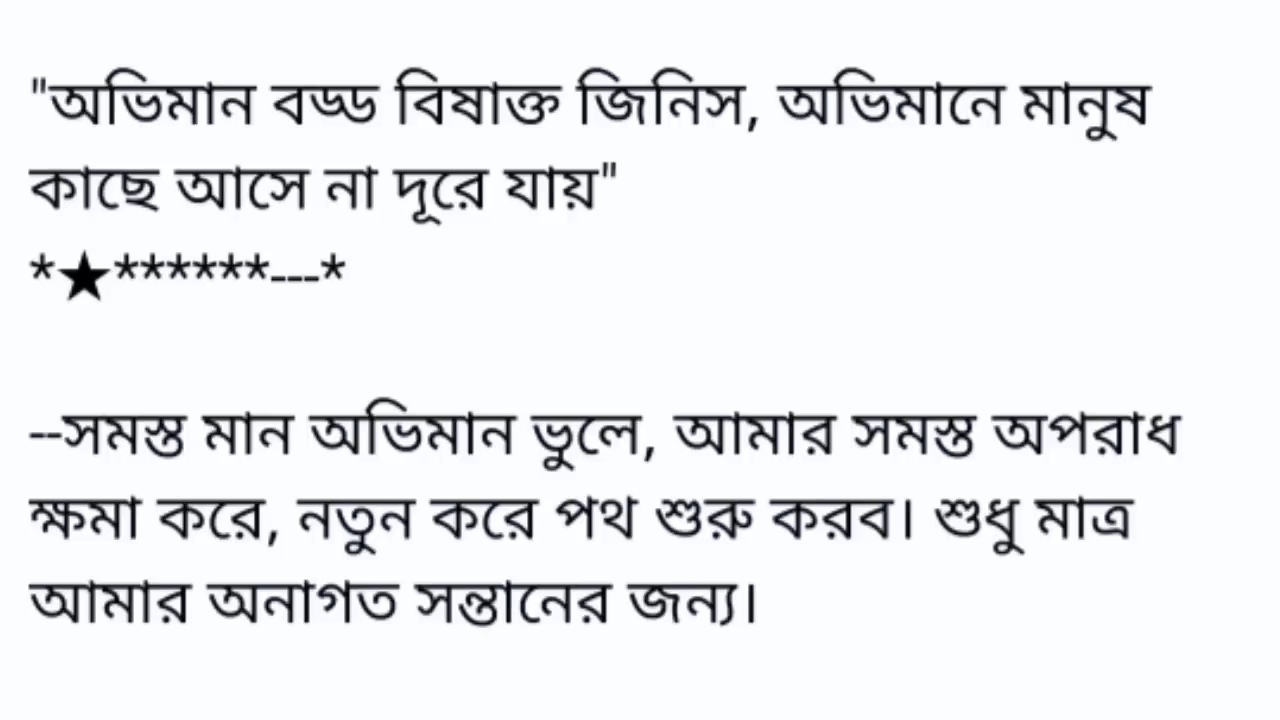 "অভিমান বড্ড বিষাক্ত জিনিস, অভিমানে মানুষ
কাছে আসে না দূরে যায়"
*★******---*
--সমস্ত মান অভিমান ভুলে, আমার সমস্ত অপরাধ
ক্ষমা করে, নতুন করে পথ শুরু করব। শুধু মাত্র
আমার অনাগত সন্তানের জন্য।